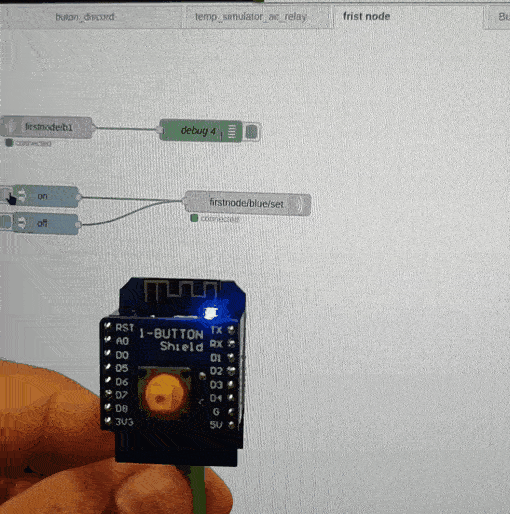 buton_discord
temp_simulator_ac_relay
frist node
Bu
firstnode/b1
debug 4
connected
on
firstnode/blue/set
off
connected
RST
1-BUTTON
TX
A0
Shield
RX
D0
D1
D5
D2
D6
D3
D7
D4
D8
G
3V3
5V